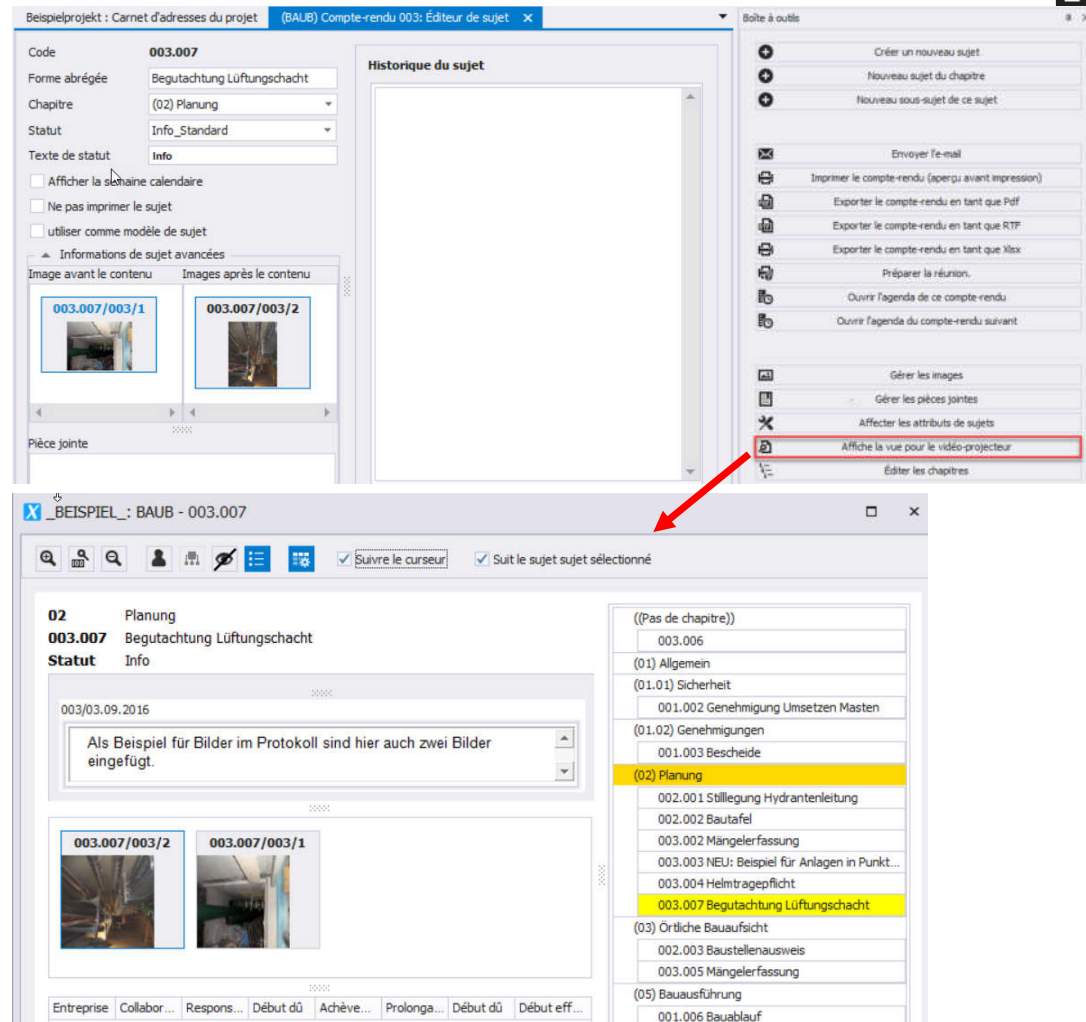 Beispielprojekt : Carnet d'adresses du projet
(BAUB) Compte-rendu 003: Éditeur de sujet
Code
003.007
Forme abrégée
Begutachtung Lüftungschacht
Chapitre
(02) Planung
Statut
Info_Standard
Texte de statut
Info
Afficher la semaine calendaire
Ne pas imprimer le sujet
utiliser comme modèle de sujet
Informations de sujet avancées
Image avant le contenu
Images après le contenu
003.007/003/1
003.007/003/2
Pièce jointe
Historique du sujet
Boîte à outils
Créer un nouveau sujet
Nouveau sujet du chapitre
Nouveau sous-sujet de ce sujet
Envoyer l'e-mail
Imprimer le compte-rendu (aperçu avant impression)
Exporter le compte-rendu en tant que Pdf
Exporter le compte-rendu en tant que RTF
Exporter le compte-rendu en tant que Xlsx
Préparer la réunion.
Ouvrir l'agenda de ce compte-rendu
Ouvrir l'agenda du compte-rendu suivant
Gérer les images
Gérer les pièces jointes
Affecter les attributs de sujets
Affiche la vue pour le vidéo-projecteur
Éditer les chapitres
_BEISPIEL_: BAUB - 003.007
Suivre le curseur
Suit le sujet sujet sélectionné
02 Planung
003.007 Begutachtung Lüftungschacht
Statut Info
003/03.09.2016
Als Beispiel für Bilder im Protokoll sind hier auch zwei Bilder
eingefügt.
003.007/003/2
003.007/003/1
Entreprise Collabor... Respons... Début dû Achève... Prolonga... Début dû Début eff...
((Pas de chapitre))
003.006
(01) Allgemein
(01.01) Sicherheit
001.002 Genehmigung Umsetzen Masten
(01.02) Genehmigungen
001.003 Bescheide
(02) Planung
002.001 Stilllegung Hydrantenleitung
002.002 Bautafel
003.002 Mängelerfassung
003.003 NEU: Beispiel für Anlagen in Punkt...
003.004 Helmtragepflicht
003.007 Begutachtung Lüftungschacht
(03) Örtliche Bauaufsicht
002.003 Baustellenausweis
003.005 Mängelerfassung
(05) Bauausführung
001.006 Bauablauf